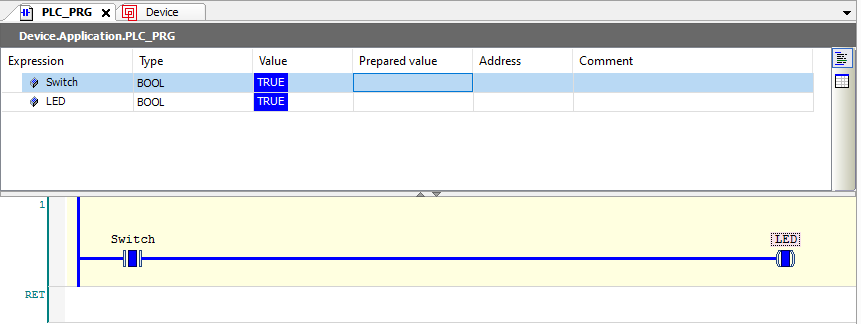 PLC_PRG Device
Device.Application.PLC_PRG
Expression Type Value Prepared value Address Comment
Switch BOOL TRUE
LED BOOL TRUE
1
Switch LED
RET